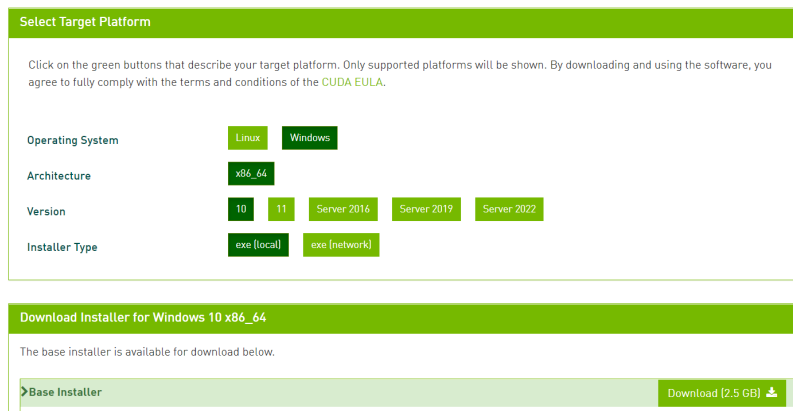 Select Target Platform
Click on the green buttons that describe your target platform. Only supported platforms will be shown. By downloading and using the software, you
agree to fully comply with the terms and conditions of the CUDA EULA.
Operating System Linux Windows
Architecture x86_64
Version 10 11 Server 2016 Server 2019 Server 2022
Installer Type exe (local) exe (network)
Download Installer for Windows 10 x86_64
The base installer is available for download below.
Base Installer Download (2.5 GB)